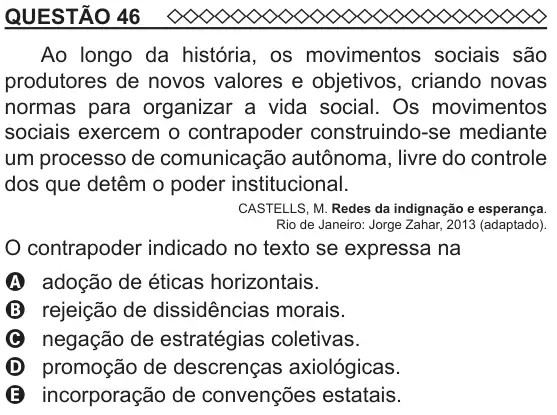 QUESTÃO 46
Ao longo da história, os movimentos sociais são
produtores de novos valores e objetivos, criando novas
normas para organizar a vida social. Os movimentos
sociais exercem o contrapoder construindo-se mediante
um processo de comunicação autônoma, livre do controle
dos que detêm o poder institucional.
CASTELLS, M. Redes da indignação e esperança.
Rio de Janeiro: Jorge Zahar, 2013 (adaptado).
O contrapoder indicado no texto se expressa na
A adoção de éticas horizontais.
B rejeição de dissidências morais.
C negação de estratégias coletivas.
D promoção de descrenças axiológicas.
E incorporação de convenções estatais.